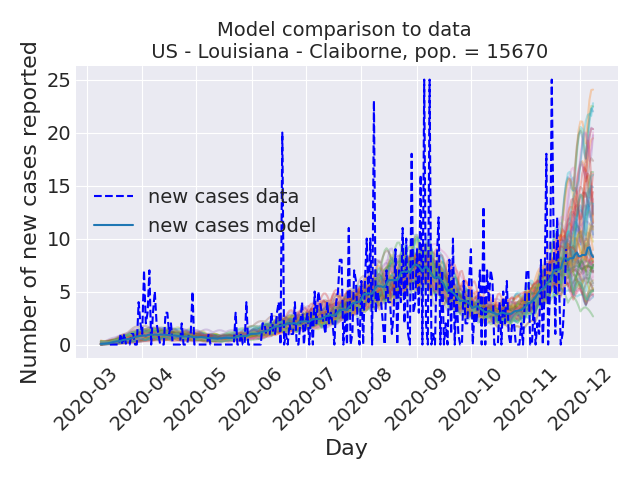 Model comparison to data
US - Louisiana - Claiborne, pop. = 15670
Number of new cases reported
25
20
15
10
5
0
new cases data
new cases model
2020-03
2020-04
2020-05
2020-06
2020-07
2020-08
2020-09
2020-10
2020-11
2020-12
Day